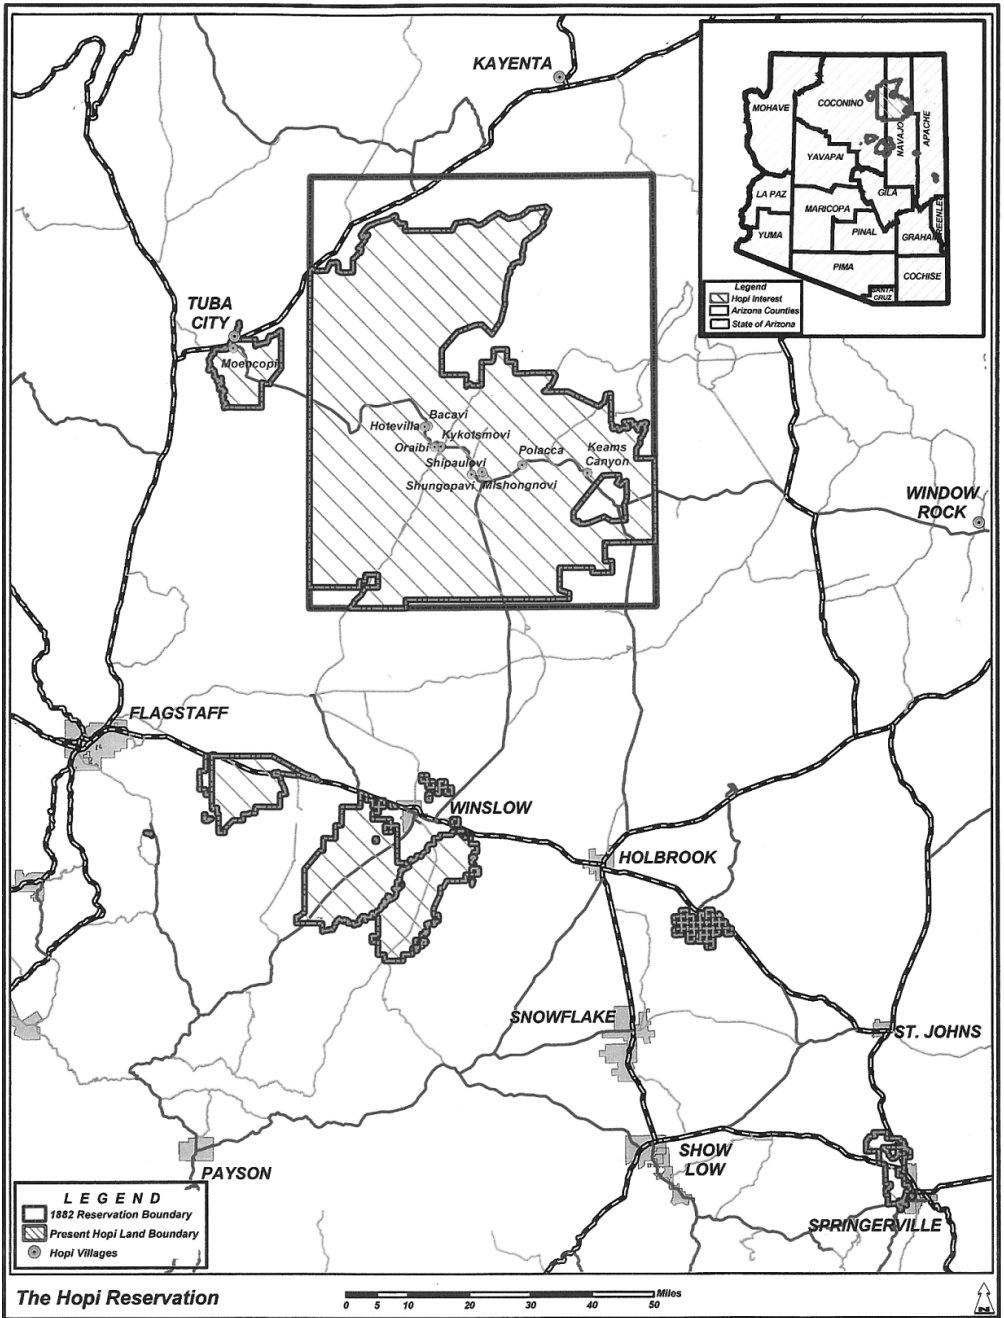 KAYENTA
MOHAVE
COCONINO
NAVAJO
APACHE
YAVAPAI
LA PAZ
GILA
MARICOPA
YUMA
PINAL
GRAHAM
GREENLEE
PIMA
COCHISE
SANTA
CRUZ
Legend
Hopi Interest
Arizona Counties
State of Arizona
TUBA
CITY
Moencopi
Bacavi
Hotevilla
Kykotsmovi
Oraibi
Shipaulovi
Polacca
Keams
Canyon
Shungopavi
Mishongnovi
WINDOW
ROCK
FLAGSTAFF
WINSLOW
HOLBROOK
SNOWFLAKE
ST. JOHNS
SHOW
LOW
PAYSON
SPRINGERVILLE
LEGEND
1882 Reservation Boundary
Present Hopi Land Boundary
Hopi Villages
The Hopi Reservation
Miles
0 5 10 20 30 40 50
N